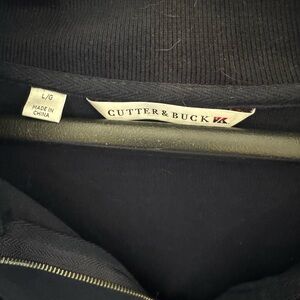 L/G
MADE IN
CHINA
CUTTER & BUCK